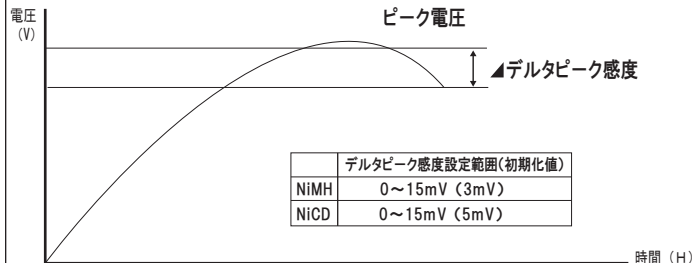 電圧
(V)
ピーク電圧
⊿デルタピーク感度
デルタピーク感度設定範囲(初期化値)
NiMH 0～15mV (3mV)
NiCD 0～15mV (5mV)
時間 (H)